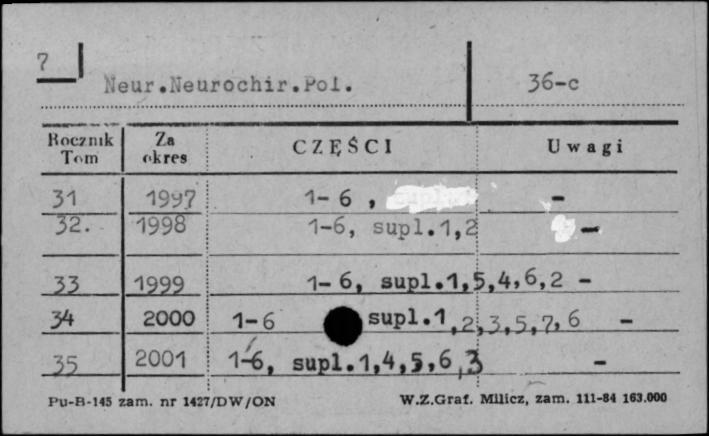 7
Neur.Neurochir.Pol. 36-c
Rocznik Tom Za okres CZĘŚCI Uwagi
31 1997 1-6, supl. -
32. 1998 1-6, supl.1,2 -
33 1999 1-6, supl.1,5,4,6,2 -
34 2000 1-6 supl.1,2,3,5,7,6 -
35 2001 1-6, supl.1,4,5,6,3 -
Pu-B-145 zam. nr 1427/DW/ON W.Z.Graf. Milicz, zam. 111-84 163.000